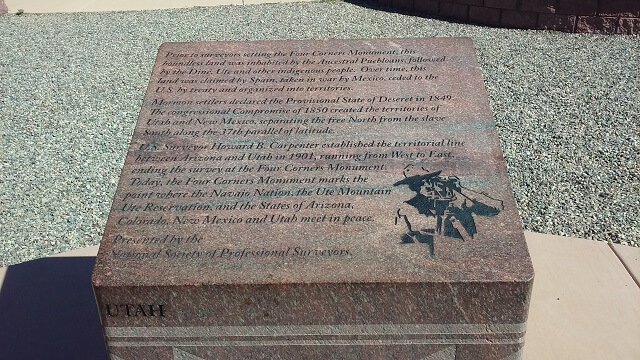 Prior to surveyors setting the Four Corners Monument, this
boundless land was inhabited by the Ancestral Puebloans, followed
by the Diné, Ute and other indigenous people. Over time, this
land was claimed by Spain, taken in war by Mexico, ceded to the
U.S. by treaty and organized into territories.
Mormon settlers declared the Provisional State of Deseret in 1849.
The congressional Compromise of 1850 created the territories of
Utah and New Mexico, separating the free North from the slave
South along the 37th parallel of latitude.
U.S. Surveyor Howard B. Carpenter established the territorial line
between Arizona and Utah in 1901, running from West to East,
ending the survey at the Four Corners Monument.
Today, the Four Corners Monument marks the
point where the Navajo Nation, the Ute Mountain
Ute Reservation, and the States of Arizona,
Colorado, New Mexico and Utah meet in peace.
Presented by the
National Society of Professional Surveyors.
UTAH